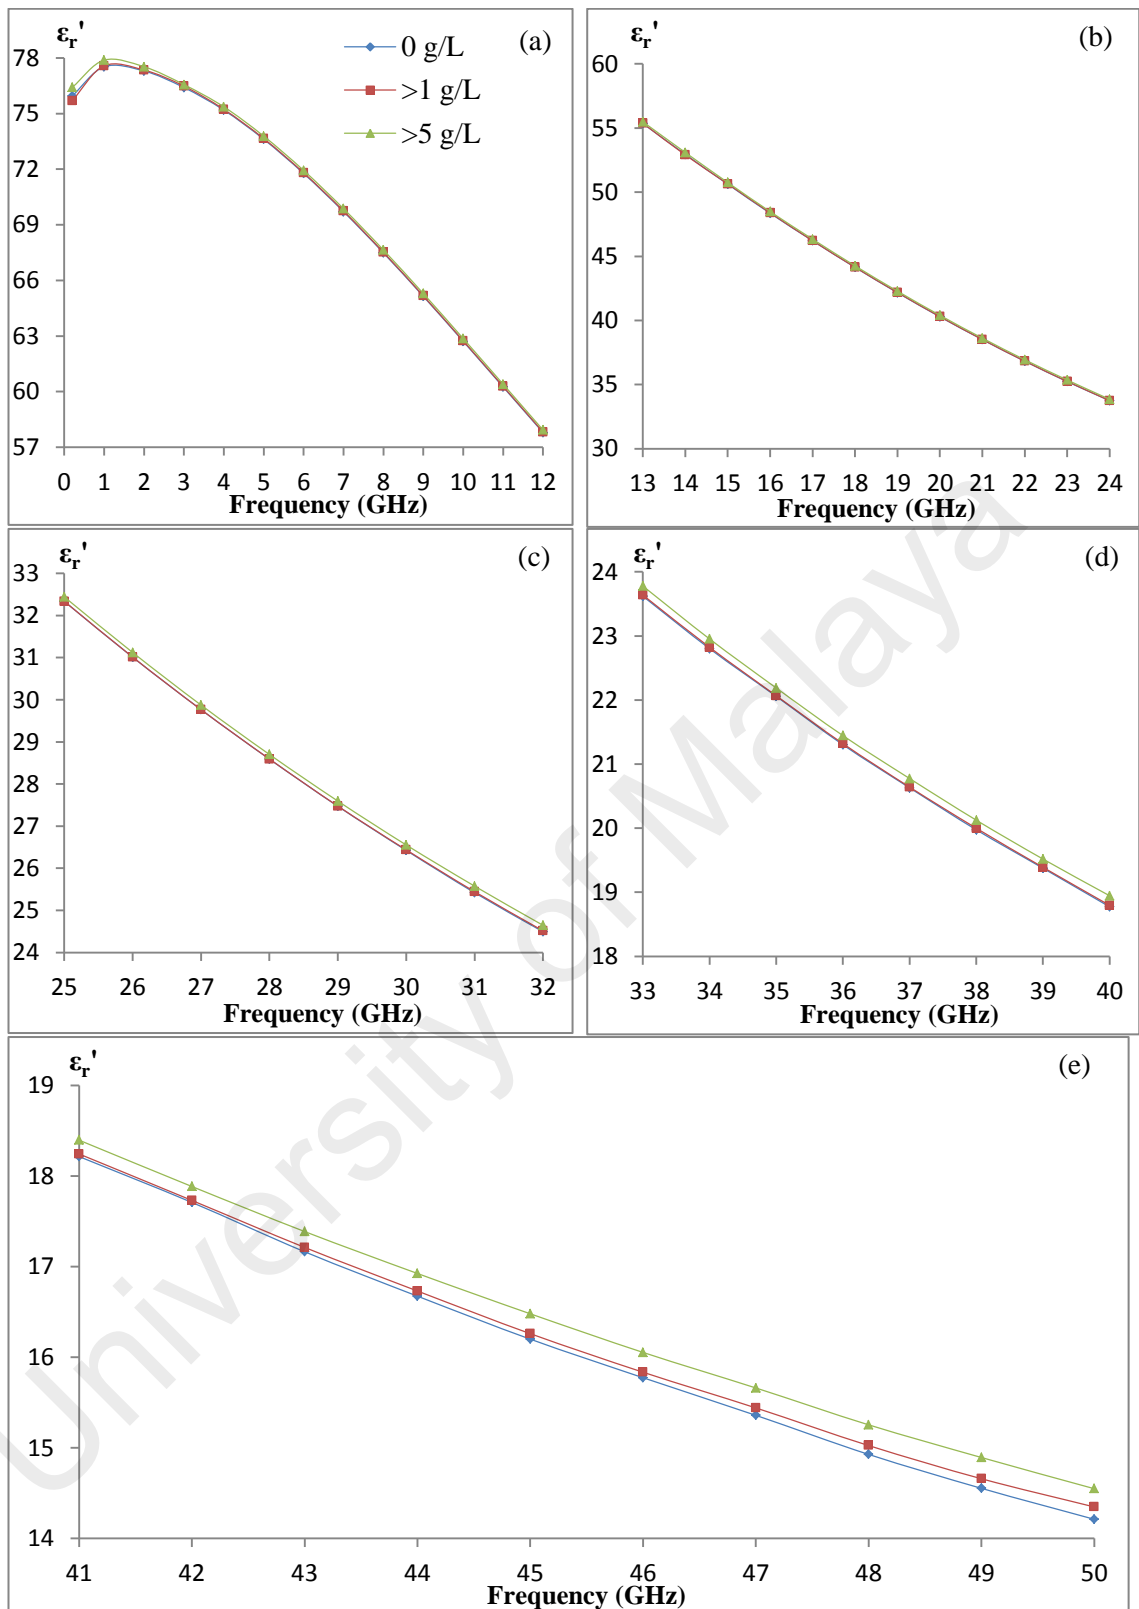 εr'
(a)
78
75
72
69
66
63
60
57
0 g/L
>1 g/L
>5 g/L
0 1 2 3 4 5 6 7 8 9 10 11 12
Frequency (GHz)
εr'
(b)
60
55
50
45
40
35
30
13 14 15 16 17 18 19 20 21 22 23 24
Frequency (GHz)
εr'
(c)
33
32
31
30
29
28
27
26
25
24
25 26 27 28 29 30 31 32
Frequency (GHz)
εr'
(d)
24
23
22
21
20
19
18
33 34 35 36 37 38 39 40
Frequency (GHz)
εr'
(e)
19
18
17
16
15
14
41 42 43 44 45 46 47 48 49 50
Frequency (GHz)
University of Malaya